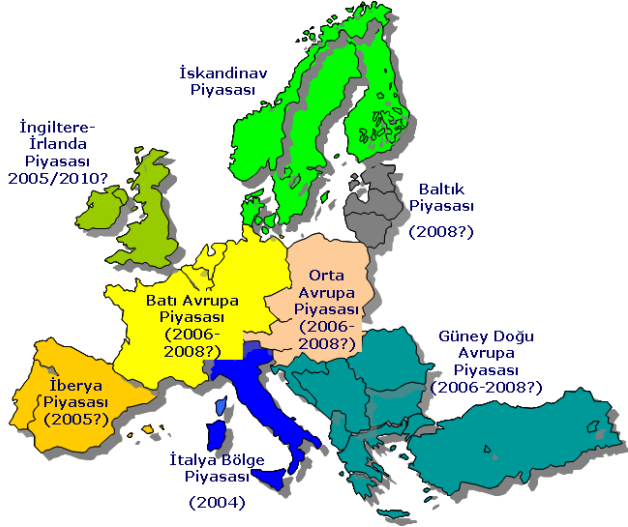 İskandinav
Piyasası
İngiltere-
İrlanda
Piyasası
2005/2010?
Baltık
Piyasası
(2008?)
Batı Avrupa
Piyasası
(2006-
2008?)
Orta
Avrupa
Piyasası
(2006-
2008?)
Güney Doğu
Avrupa
Piyasası
(2006-2008?)
İberya
Piyasası
(2005?)
İtalya Bölge
Piyasası
(2004)